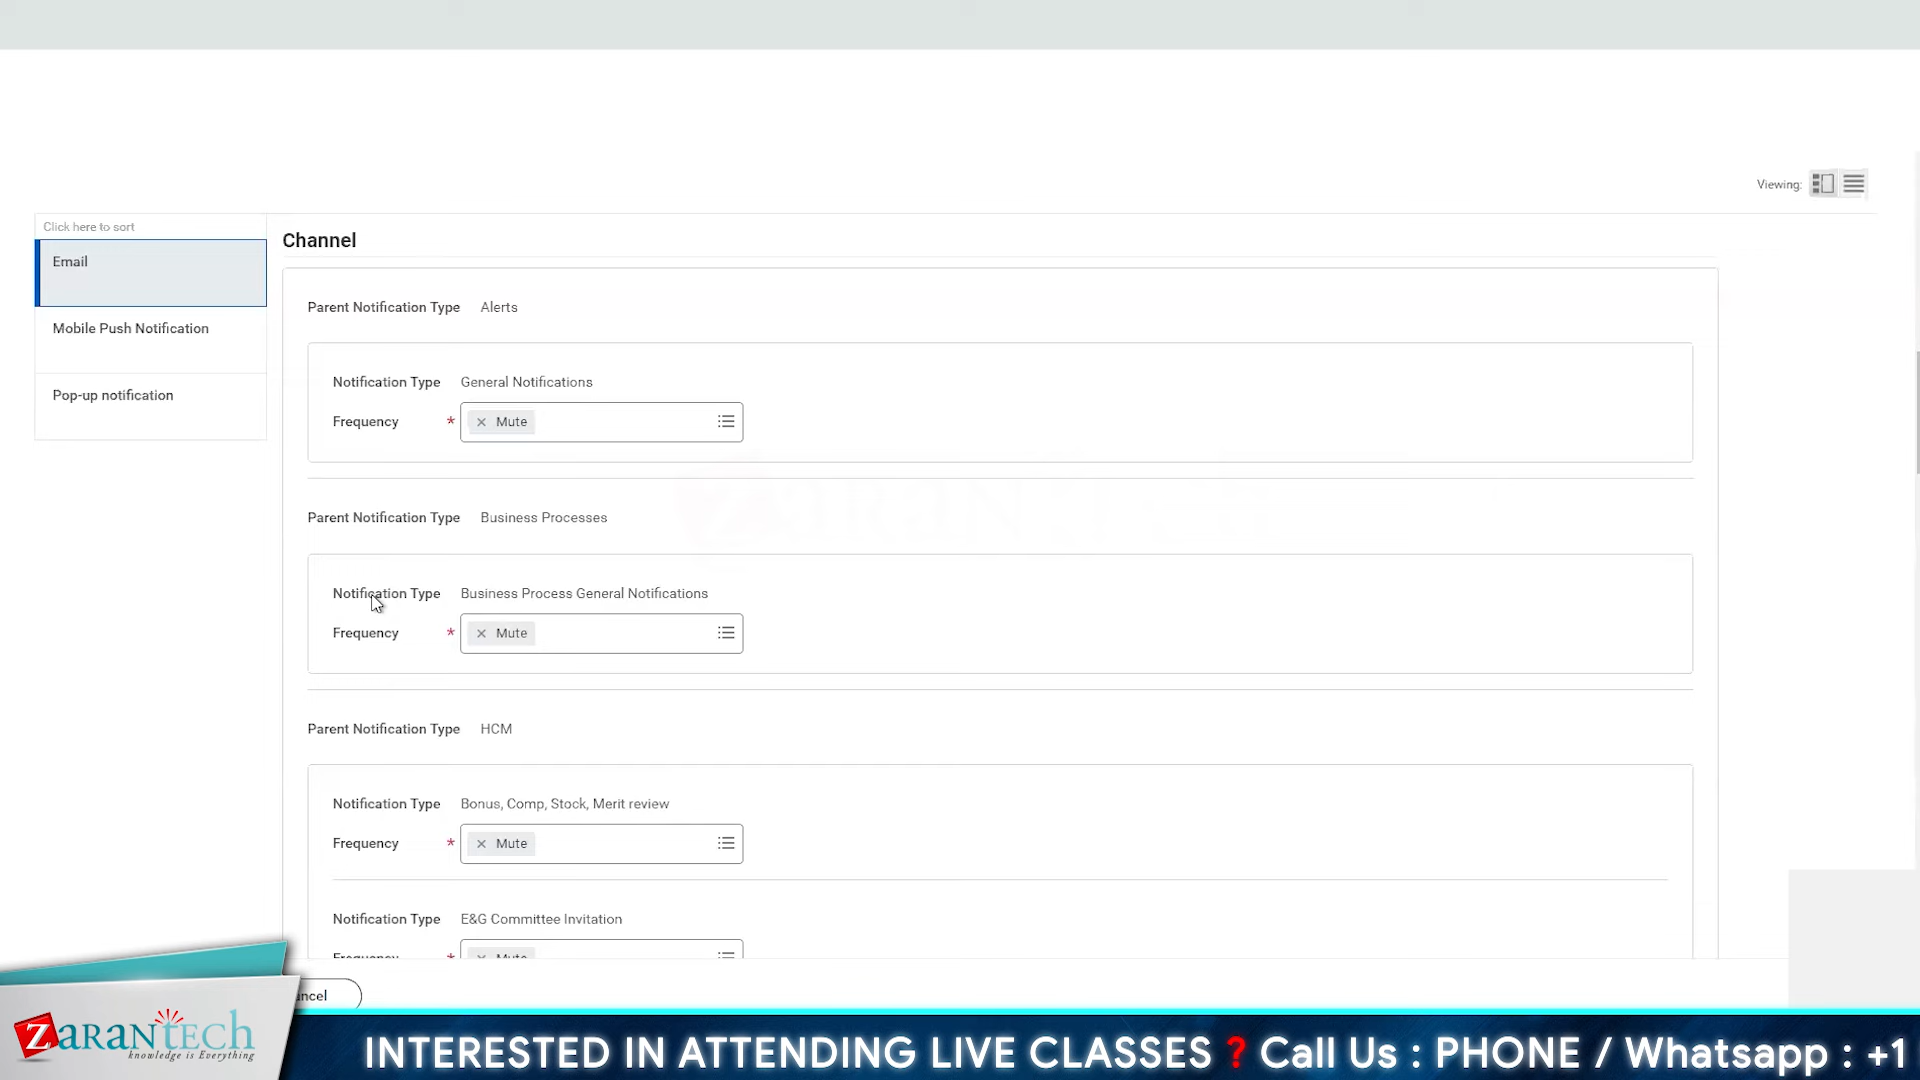 Viewing:
Click here to sort
Email
Mobile Push Notification
Pop-up notification
Channel
Parent Notification Type Alerts
Notification Type General Notifications
Frequency * × Mute
Parent Notification Type Business Processes
Notification Type Business Process General Notifications
Frequency * × Mute
Parent Notification Type HCM
Notification Type Bonus, Comp, Stock, Merit review
Frequency * × Mute
Notification Type E&G Committee Invitation
Frequency * × Mute
ancel
ZaranTech
knowledge is Everything
INTERESTED IN ATTENDING LIVE CLASSES ? Call Us : PHONE / Whatsapp : +1